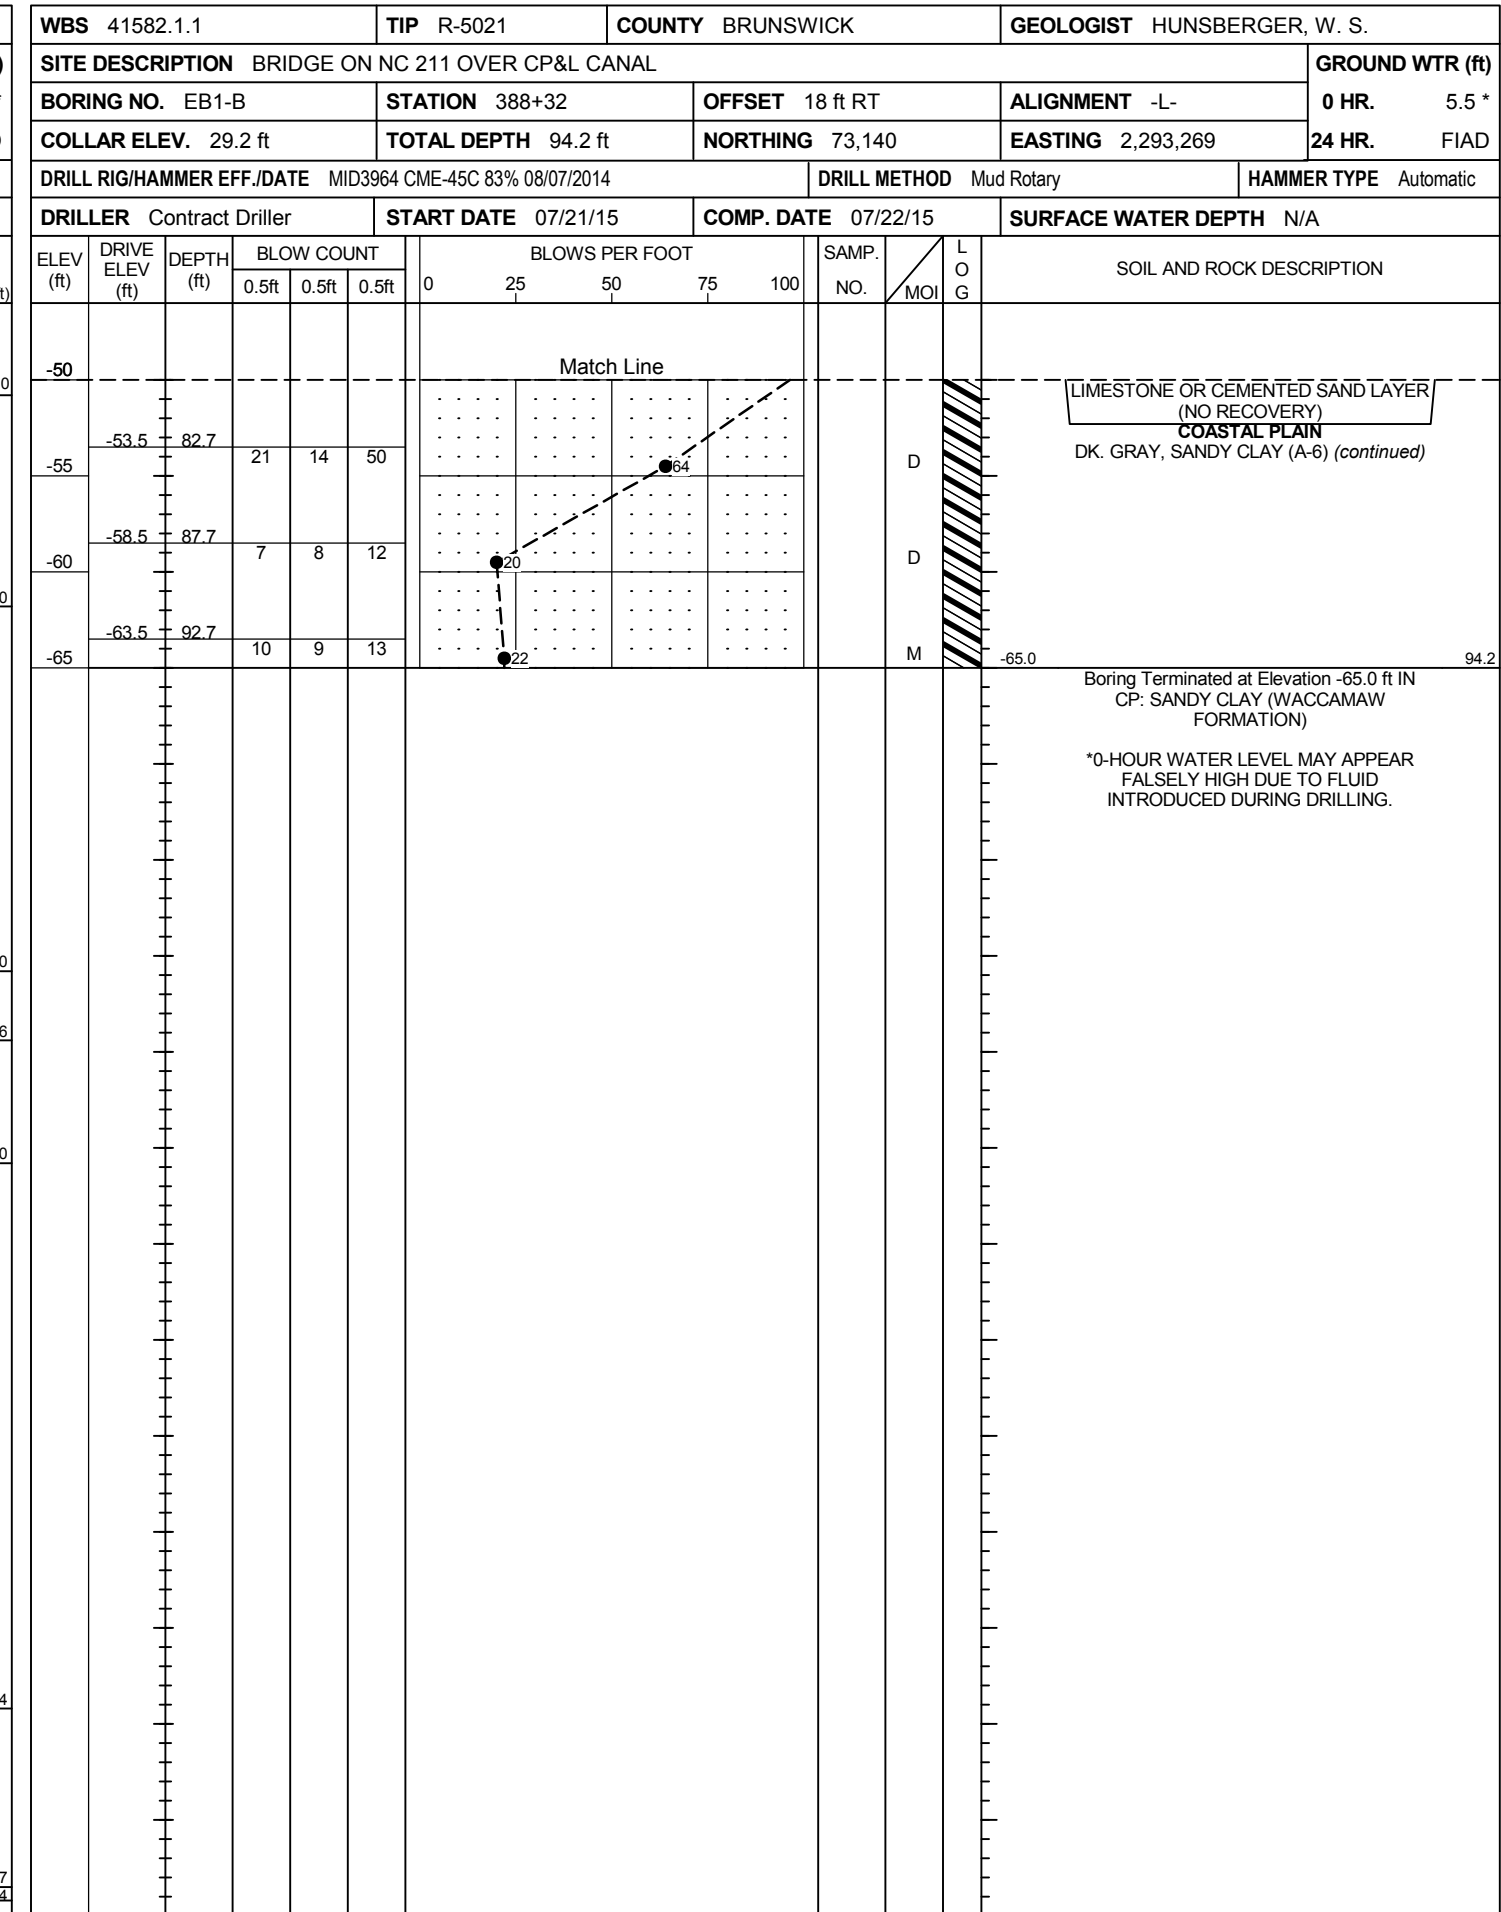 WBS 41582.1.1 TIP R-5021 COUNTY BRUNSWICK GEOLOGIST HUNSBERGER, W. S.
SITE DESCRIPTION BRIDGE ON NC 211 OVER CP&L CANAL GROUND WTR (ft)
BORING NO. EB1-B STATION 388+32 OFFSET 18 ft RT ALIGNMENT -L- 0 HR. 5.5 *
COLLAR ELEV. 29.2 ft TOTAL DEPTH 94.2 ft NORTHING 73,140 EASTING 2,293,269 24 HR. FIAD
DRILL RIG/HAMMER EFF./DATE MID3964 CME-45C 83% 08/07/2014 DRILL METHOD Mud Rotary HAMMER TYPE Automatic
DRILLER Contract Driller START DATE 07/21/15 COMP. DATE 07/22/15 SURFACE WATER DEPTH N/A
ELEV (ft) DRIVE ELEV (ft) DEPTH (ft) BLOW COUNT BLOWS PER FOOT SAMP. NO. MOI LOG SOIL AND ROCK DESCRIPTION
0.5ft 0.5ft 0.5ft 0 25 50 75 100
-50 Match Line
LIMESTONE OR CEMENTED SAND LAYER
(NO RECOVERY)
COASTAL PLAIN
-53.5 82.7
DK. GRAY, SANDY CLAY (A-6) (continued)
-55 21 14 50 64 D
-58.5 87.7
-60 7 8 12 20 D
-63.5 92.7
-65 10 9 13 22 M -65.0 94.2
Boring Terminated at Elevation -65.0 ft IN
CP: SANDY CLAY (WACCAMAW
FORMATION)
*0-HOUR WATER LEVEL MAY APPEAR
FALSELY HIGH DUE TO FLUID
INTRODUCED DURING DRILLING.